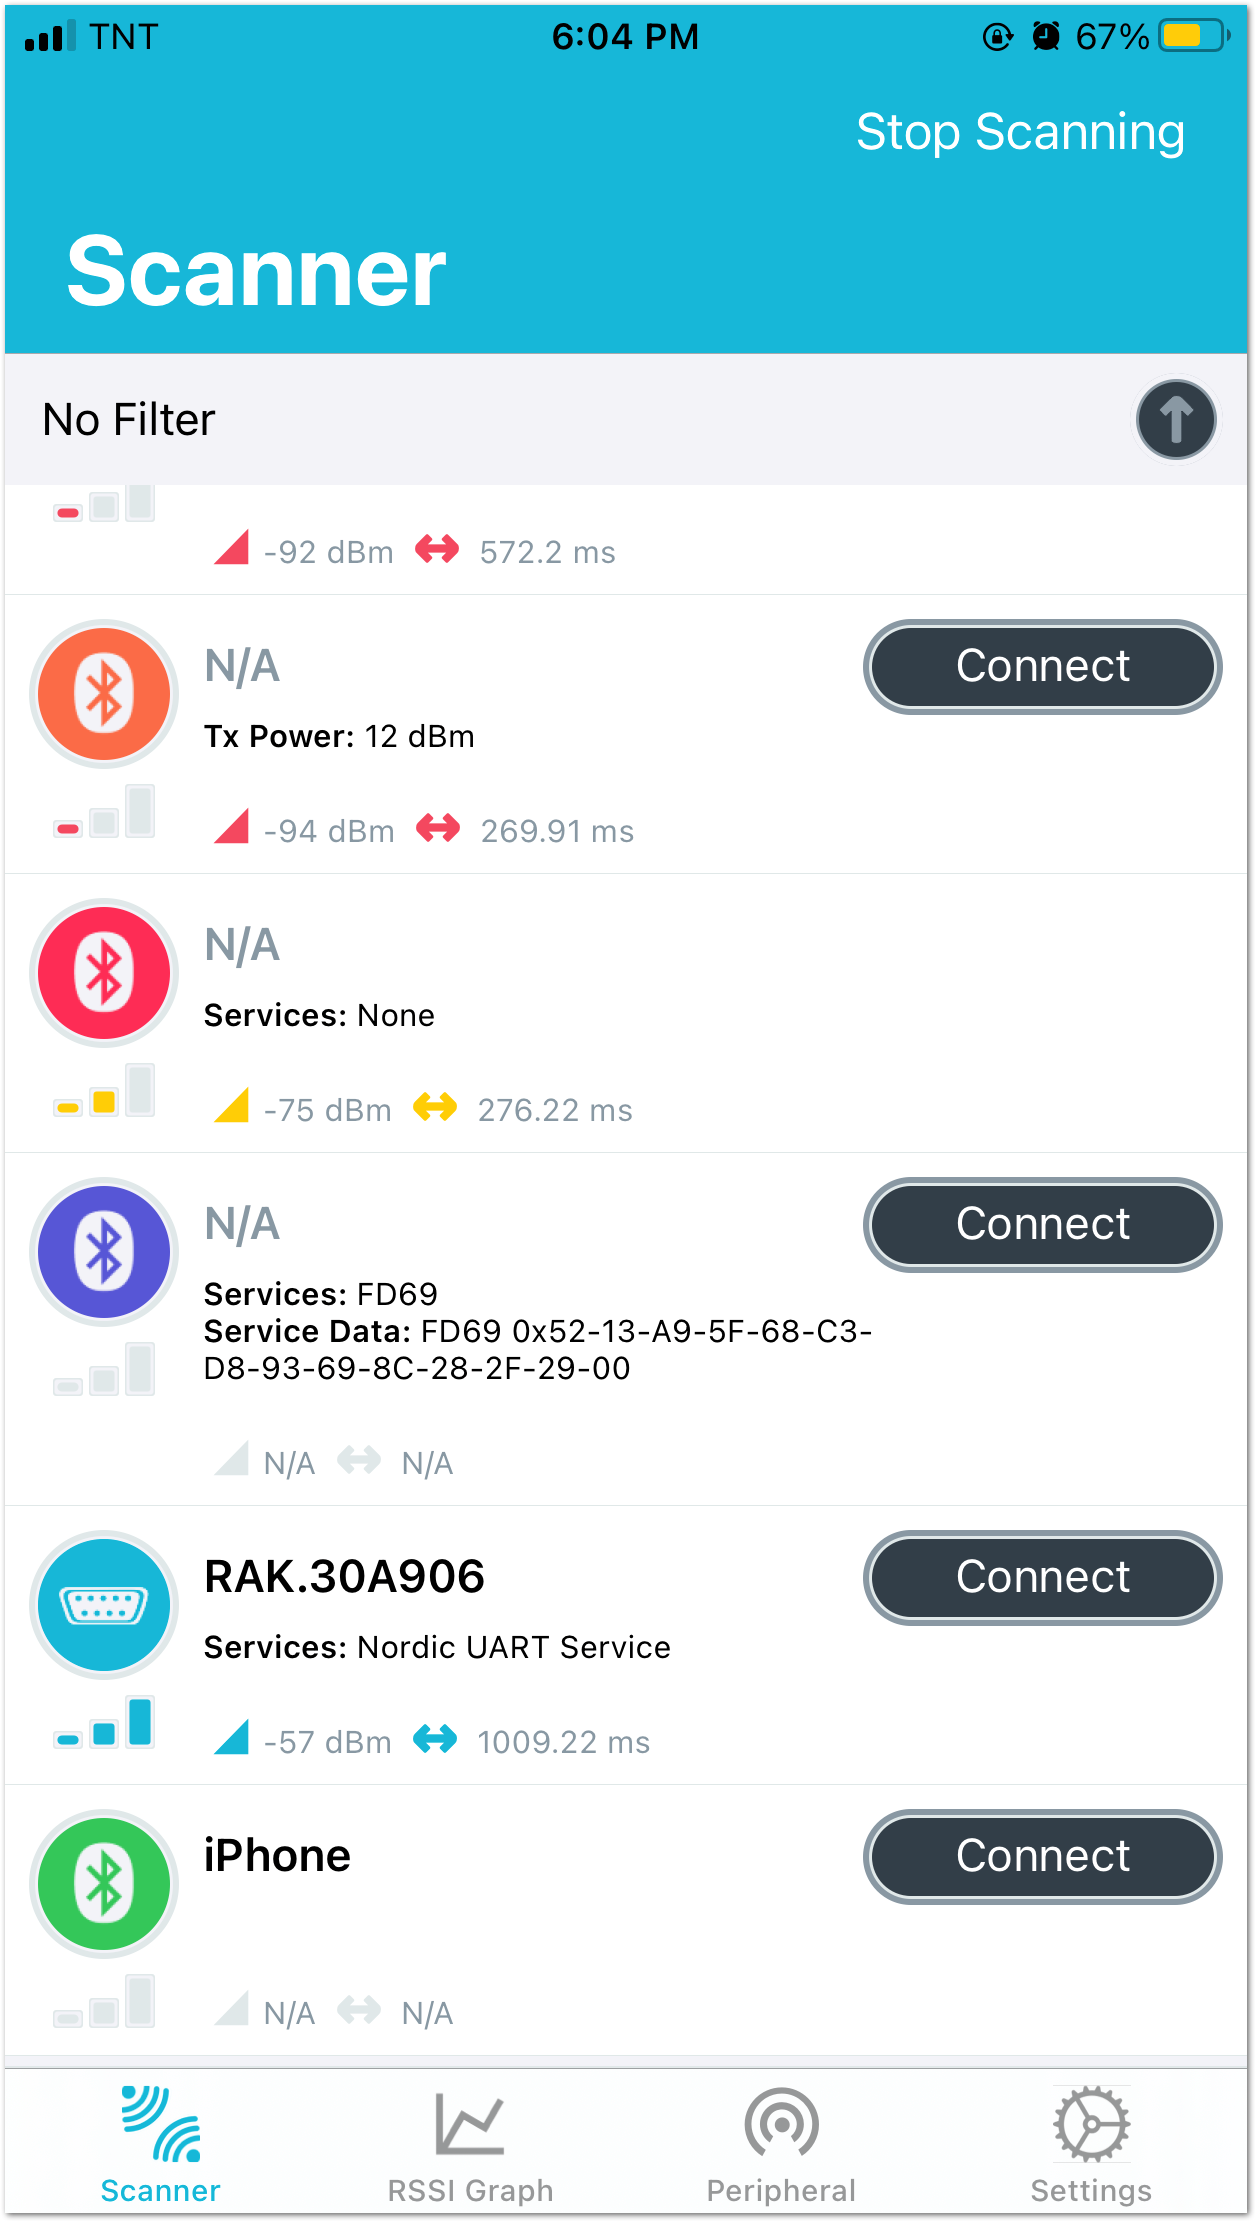 TNT 6:04 PM 67%
Stop Scanning
Scanner
No Filter
-92 dBm 572.2 ms
N/A Connect
Tx Power: 12 dBm
-94 dBm 269.91 ms
N/A
Services: None
-75 dBm 276.22 ms
N/A Connect
Services: FD69
Service Data: FD69 0x52-13-A9-5F-68-C3-
D8-93-69-8C-28-2F-29-00
N/A N/A
RAK.30A906 Connect
Services: Nordic UART Service
-57 dBm 1009.22 ms
iPhone Connect
N/A N/A
Scanner RSSI Graph Peripheral Settings